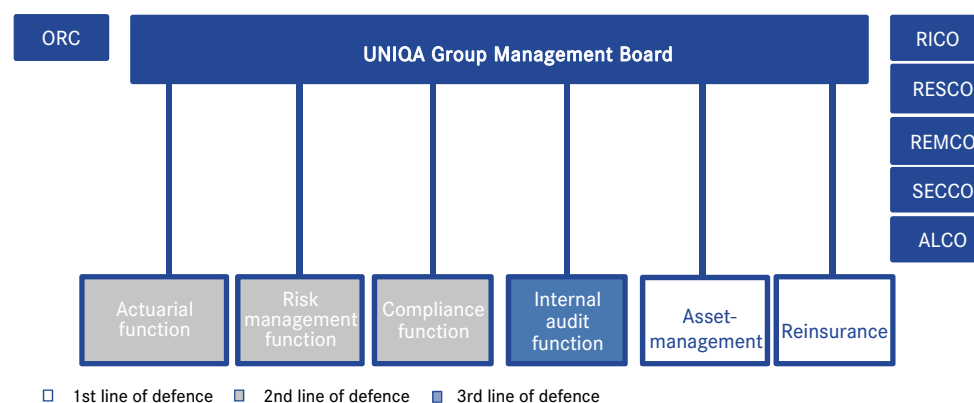 ORC
UNIQA Group Management Board
RICO
RESCO
REMCO
SECCO
ALCO
Actuarial
function
Risk
management
function
Compliance
function
Internal
audit
function
Asset-
management
Reinsurance
1st line of defence
2nd line of defence
3rd line of defence